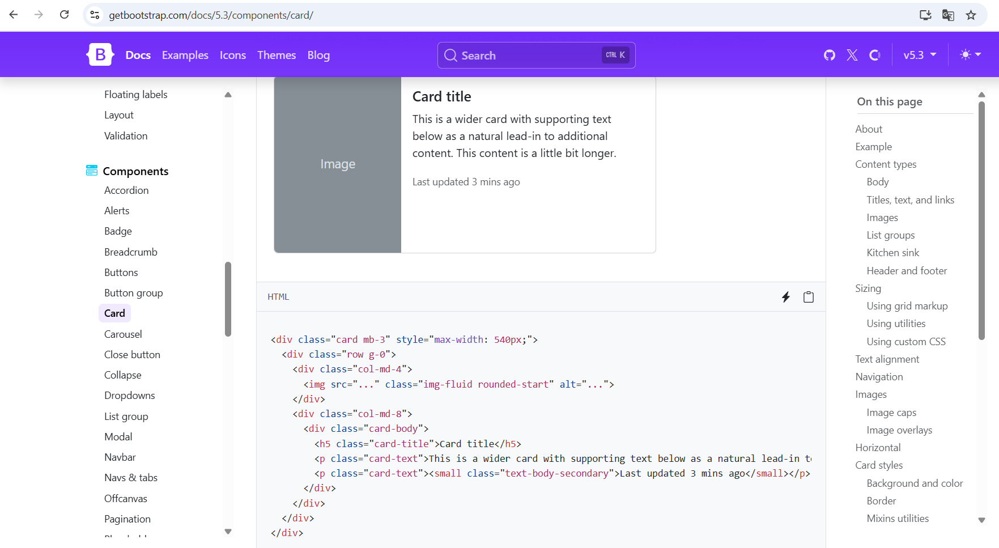 getbootstrap.com/docs/5.3/components/card/
B Docs Examples Icons Themes Blog Search CTRL K v5.3
Floating labels
Layout
Validation
Components
Accordion
Alerts
Badge
Breadcrumb
Buttons
Button group
Card
Carousel
Close button
Collapse
Dropdowns
List group
Modal
Navbar
Navs & tabs
Offcanvas
Pagination
Image
Card title
This is a wider card with supporting text
below as a natural lead-in to additional
content. This content is a little bit longer.
Last updated 3 mins ago
HTML
<div class="card mb-3" style="max-width: 540px;">
<div class="row g-0">
<div class="col-md-4">
<img src="..." class="img-fluid rounded-start" alt="...">
</div>
<div class="col-md-8">
<div class="card-body">
<h5 class="card-title">Card title</h5>
<p class="card-text">This is a wider card with supporting text below as a natural lead-in
<p class="card-text"><small class="text-body-secondary">Last updated 3 mins ago</small></p>
</div>
</div>
</div>
</div>
On this page
About
Example
Content types
Body
Titles, text, and links
Images
List groups
Kitchen sink
Header and footer
Sizing
Using grid markup
Using utilities
Using custom CSS
Text alignment
Navigation
Images
Image caps
Image overlays
Horizontal
Card styles
Background and color
Border
Mixins utilities